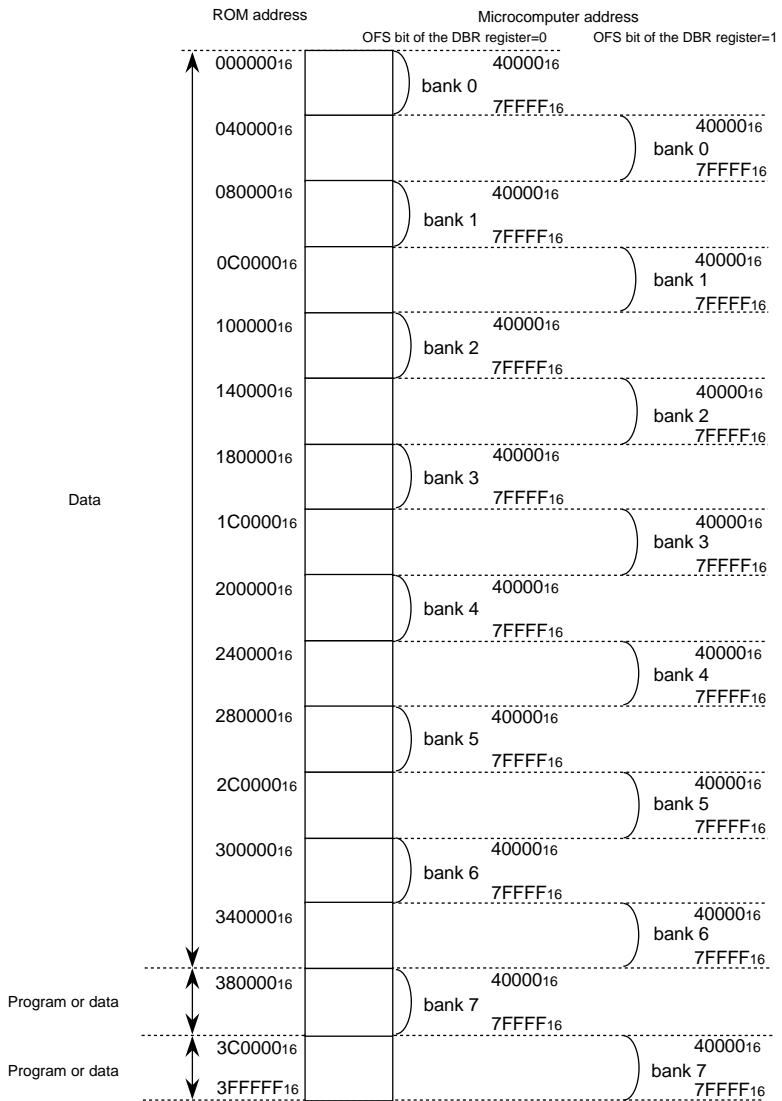 ROM address
Microcomputer address
OFS bit of the DBR register=0
OFS bit of the DBR register=1
00000016
4000016
bank 0
7FFFF16
04000016
4000016
bank 0
7FFFF16
08000016
4000016
bank 1
7FFFF16
0C000016
4000016
bank 1
7FFFF16
10000016
4000016
bank 2
7FFFF16
14000016
4000016
bank 2
7FFFF16
18000016
4000016
bank 3
7FFFF16
Data
1C000016
4000016
bank 3
7FFFF16
20000016
4000016
bank 4
7FFFF16
24000016
4000016
bank 4
7FFFF16
28000016
4000016
bank 5
7FFFF16
2C000016
4000016
bank 5
7FFFF16
30000016
4000016
bank 6
7FFFF16
34000016
4000016
bank 6
7FFFF16
38000016
4000016
Program or data
bank 7
7FFFF16
3C000016
4000016
Program or data
bank 7
3FFFFF16
7FFFF16